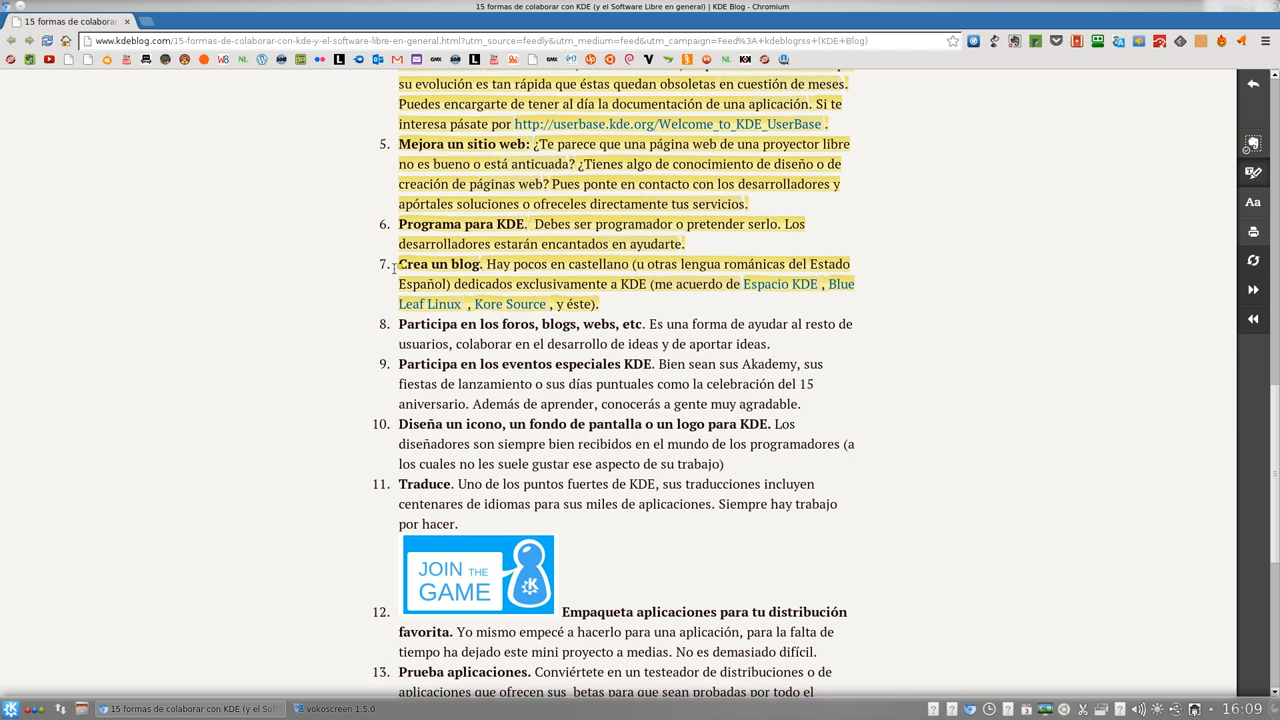 15 formas de colaborar con KDE (y el Software Libre en general) | KDE Blog - Chromium
15 formas de colaborar
www.kdeblog.com/15-formas-de-colaborar-con-kde-y-el-software-libre-en-general.html?utm_source=feedly&utm_medium=feed&utm_campaign=Feed%3A+kdeblogrss+(KDE+Blog)
su evolución es tan rápida que éstas quedan obsoletas en cuestión de meses.
Puedes encargarte de tener al día la documentación de una aplicación. Si te
interesa pásate por http://userbase.kde.org/Welcome_to_KDE_UserBase .
5. Mejora un sitio web: ¿Te parece que una página web de una proyector libre
no es bueno o está anticuada? ¿Tienes algo de conocimiento de diseño o de
creación de páginas web? Pues ponte en contacto con los desarrolladores y
apórtales soluciones o ofreceles directamente tus servicios.
6. Programa para KDE. Debes ser programador o pretender serlo. Los
desarrolladores estarán encantados en ayudarte.
7. Crea un blog. Hay pocos en castellano (u otras lengua románicas del Estado
Español) dedicados exclusivamente a KDE (me acuerdo de Espacio KDE , Blue
Leaf Linux , Kore Source , y éste).
8. Participa en los foros, blogs, webs, etc. Es una forma de ayudar al resto de
usuarios, colaborar en el desarrollo de ideas y de aportar ideas.
9. Participa en los eventos especiales KDE. Bien sean sus Akademy, sus
fiestas de lanzamiento o sus días puntuales como la celebración del 15
aniversario. Además de aprender, conocerás a gente muy agradable.
10. Diseña un icono, un fondo de pantalla o un logo para KDE. Los
diseñadores son siempre bien recibidos en el mundo de los programadores (a
los cuales no les suele gustar ese aspecto de su trabajo)
11. Traduce. Uno de los puntos fuertes de KDE, sus traducciones incluyen
centenares de idiomas para sus miles de aplicaciones. Siempre hay trabajo
por hacer.
JOIN THE
GAME
12. Empaqueta aplicaciones para tu distribución
favorita. Yo mismo empecé a hacerlo para una aplicación, para la falta de
tiempo ha dejado este mini proyecto a medias. No es demasiado difícil.
13. Prueba aplicaciones. Conviértete en un testeador de distribuciones o de
aplicaciones que ofrecen sus betas para que sean probadas por todo el
Aa
15 formas de colaborar con KDE (y el Soft
vokoscreen 1.5.0
16:09